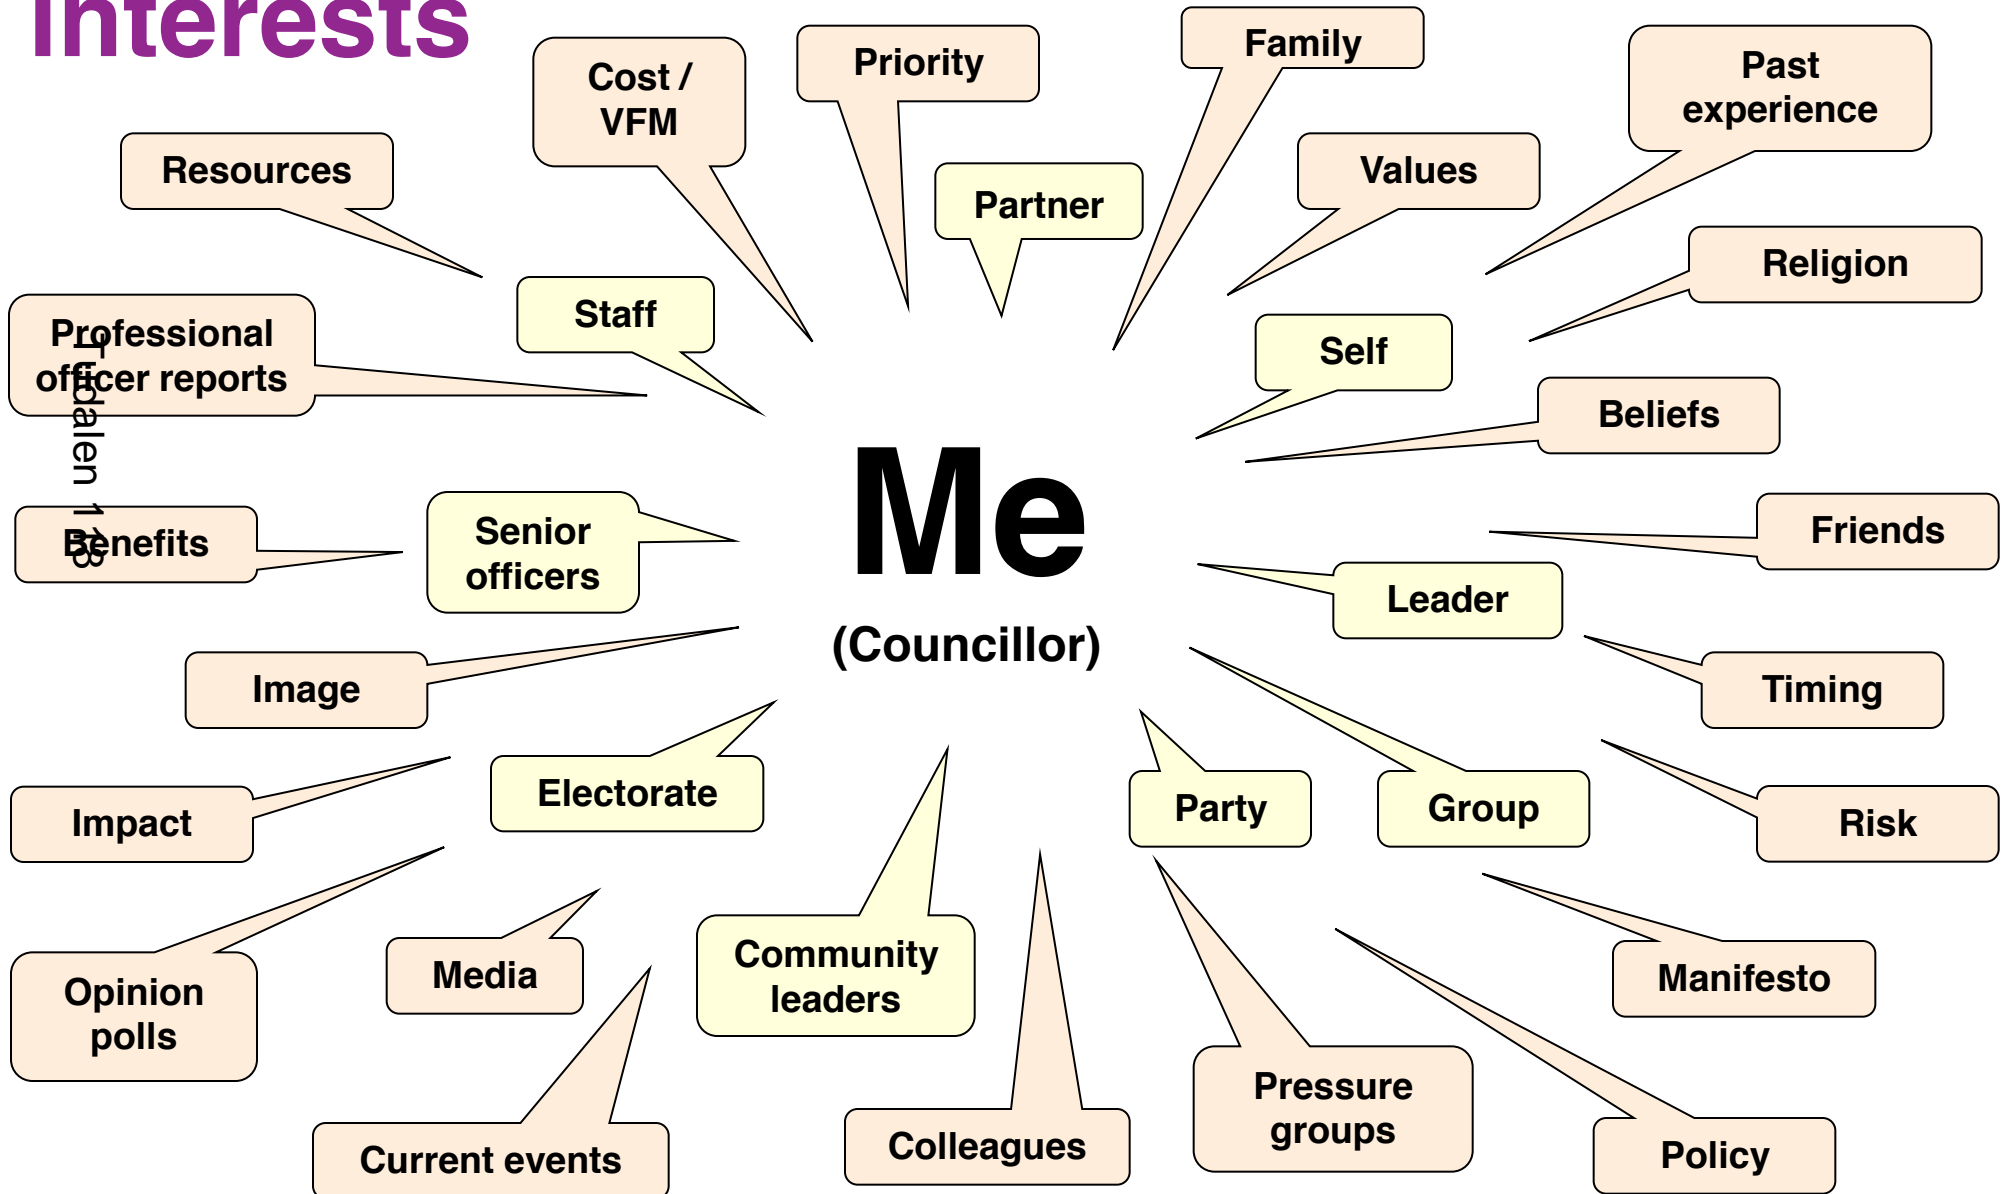 Interests
Cost /
VFM
Priority
Family
Past
experience
Resources
Partner
Values
Religion
Staff
Professional
officer reports
Self
Beliefs
Tudalen 118
Benefits
Senior
officers
Me
(Councillor)
Friends
Leader
Image
Timing
Electorate
Party
Group
Impact
Risk
Opinion
polls
Media
Community
leaders
Manifesto
Current events
Colleagues
Pressure
groups
Policy